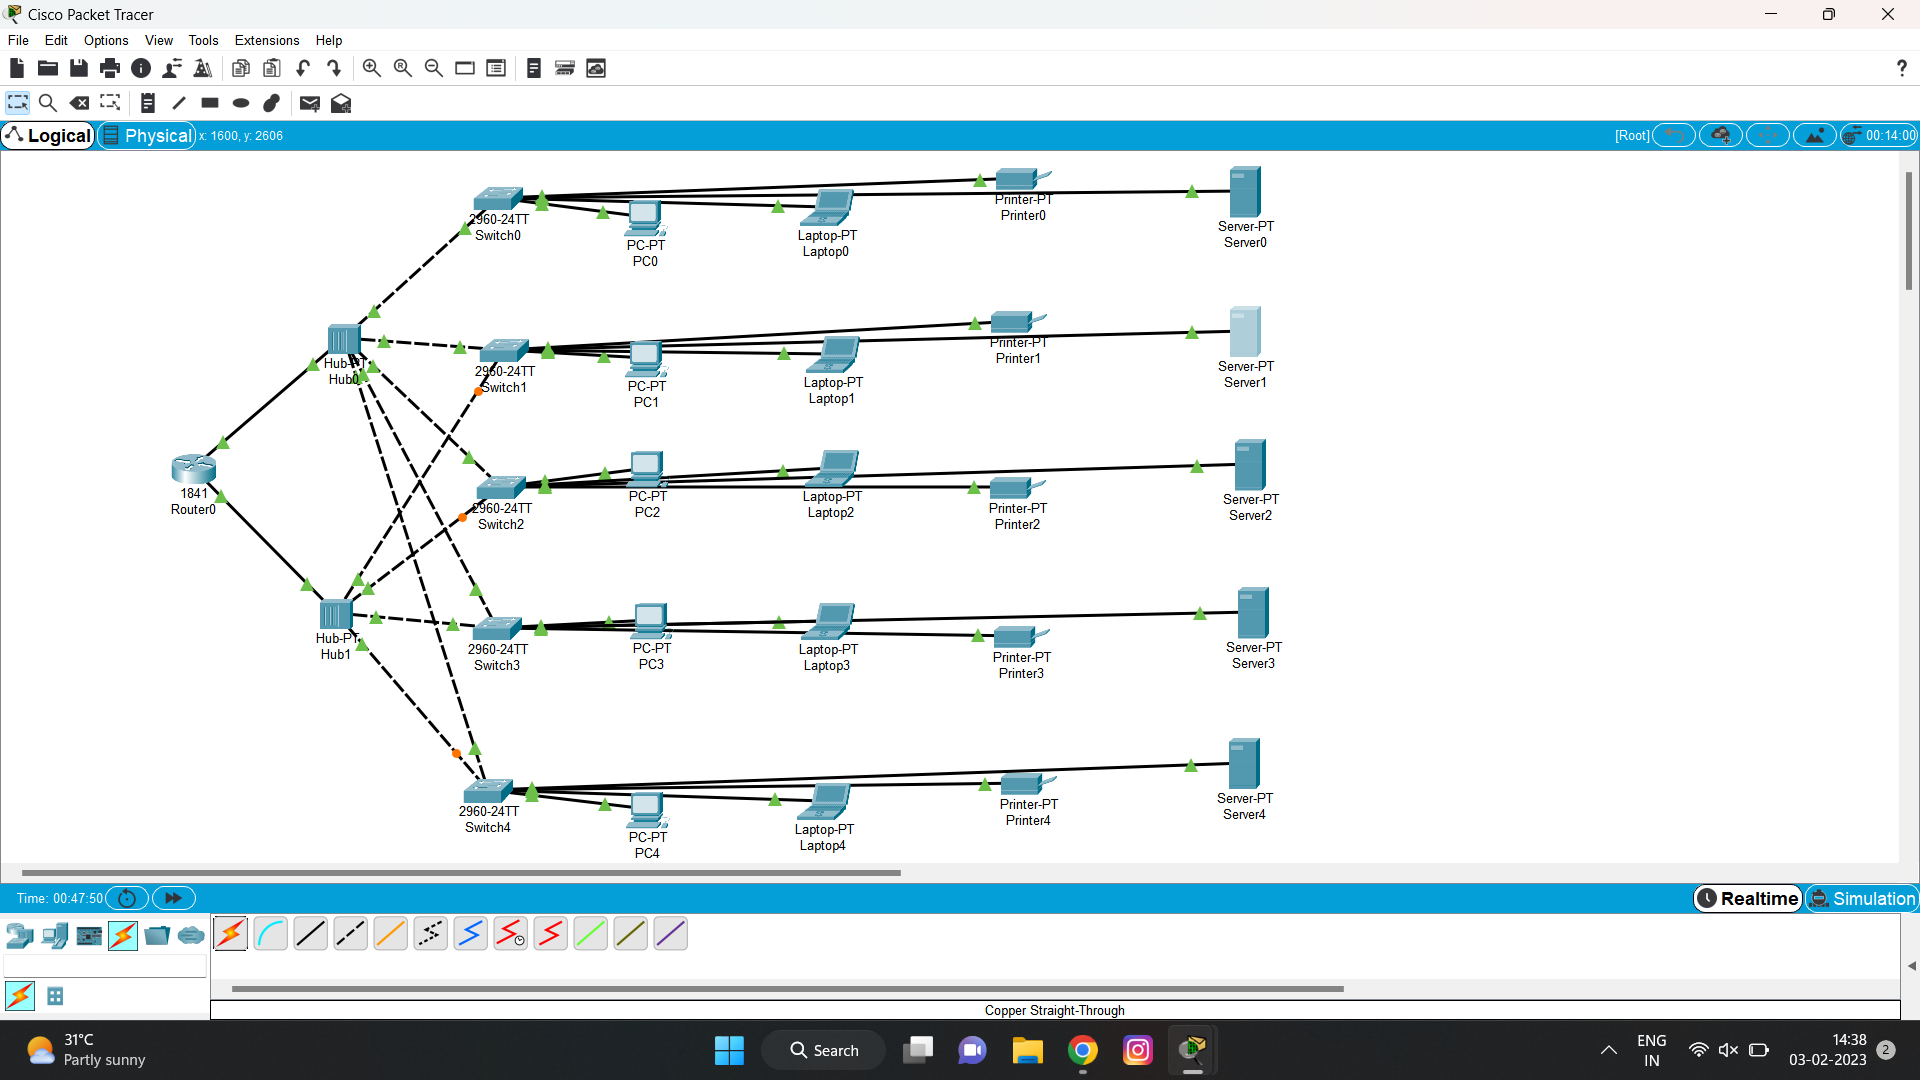 Cisco Packet Tracer
File Edit Options View Tools Extensions Help
Logical Physical x: 1600, y: 2606 [Root] 00:14:00
2960-24TT
Switch0
PC-PT
PC0
Laptop-PT
Laptop0
Printer-PT
Printer0
Server-PT
Server0
Hub-PT
Hub0
2960-24TT
Switch1
PC-PT
PC1
Laptop-PT
Laptop1
Printer-PT
Printer1
Server-PT
Server1
1841
Router0
2960-24TT
Switch2
PC-PT
PC2
Laptop-PT
Laptop2
Printer-PT
Printer2
Server-PT
Server2
Hub-PT
Hub1
2960-24TT
Switch3
PC-PT
PC3
Laptop-PT
Laptop3
Printer-PT
Printer3
Server-PT
Server3
2960-24TT
Switch4
PC-PT
PC4
Laptop-PT
Laptop4
Printer-PT
Printer4
Server-PT
Server4
Time: 00:47:50 Realtime Simulation
Copper Straight-Through
31°C
Partly sunny
Search
ENG
IN
14:38
03-02-2023
2